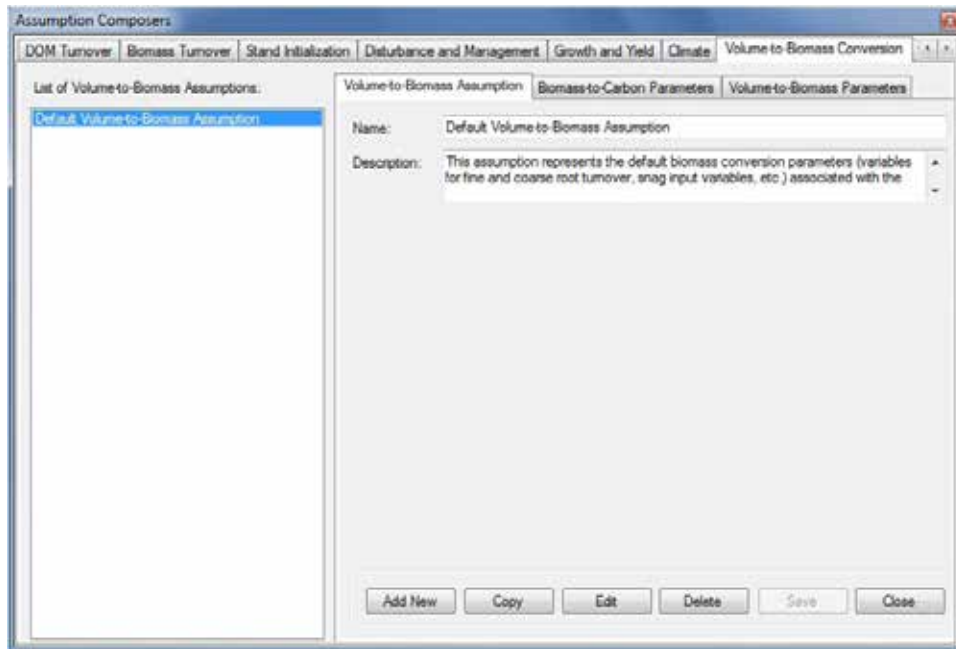 Assumption Composers
DOM Turnover Biomass Turnover Stand Initialization Disturbance and Management Growth and Yield Climate Volume-to-Biomass Conversion
List of Volume-to-Biomass Assumptions:
Default Volume-to-Biomass Assumption
Volume-to-Biomass Assumption Biomass-to-Carbon Parameters Volume-to-Biomass Parameters
Name: Default Volume-to-Biomass Assumption
Description: This assumption represents the default biomass conversion parameters (variables
for fine and coarse root turnover, snag input variables, etc.) associated with the
Add New Copy Edit Delete Save Close